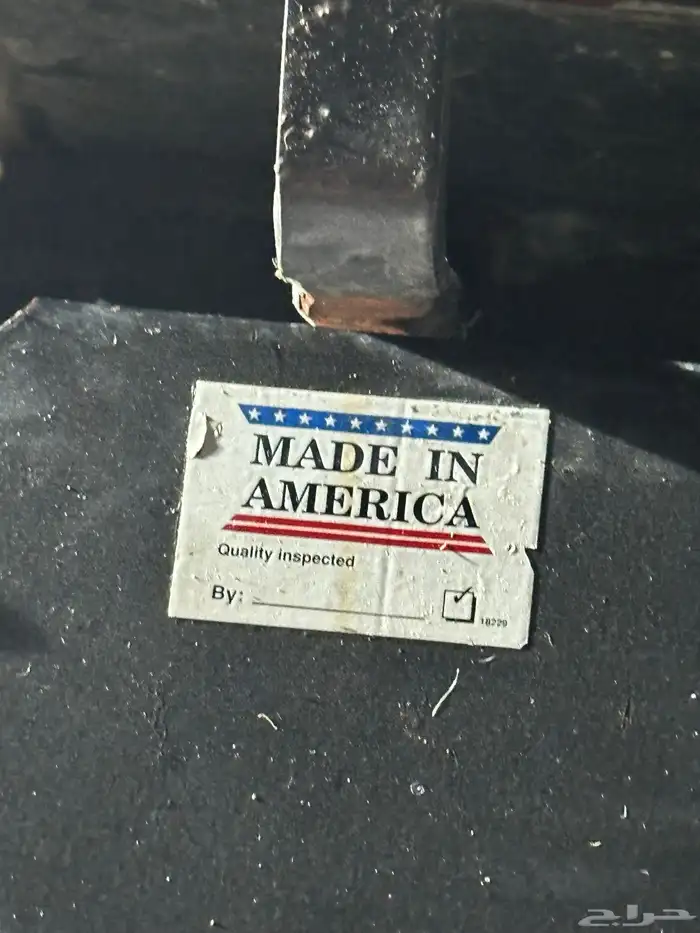 MADE IN
AMERICA
Quality inspected
By:
18229
حراج